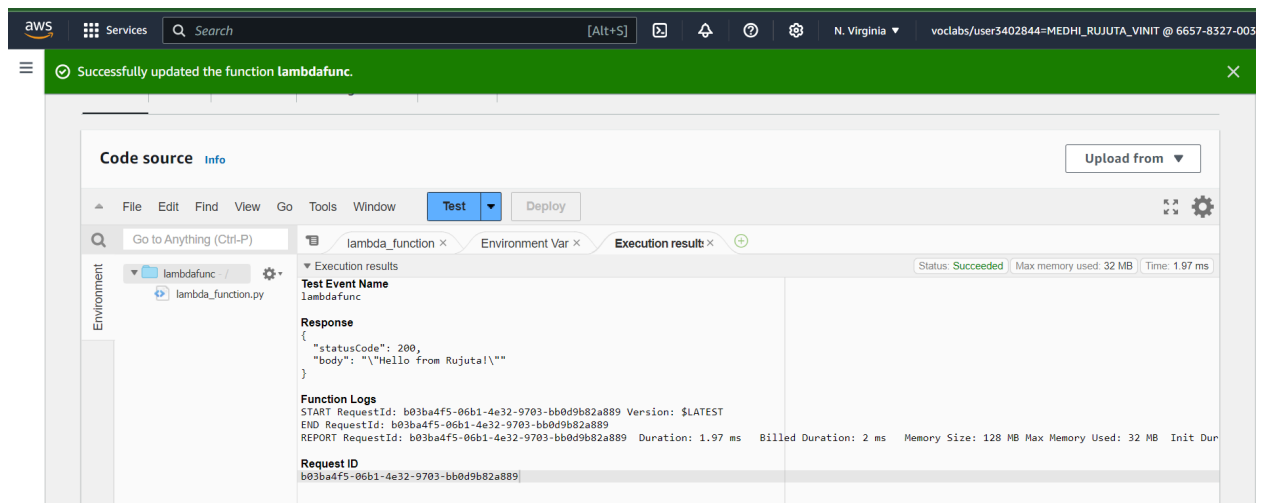 aws Services Search [Alt+S] N. Virginia ▼ voclabs/user3402844=MEDHI_RUJUTA_VINIT @ 6657-8327-003
Successfully updated the function lambdafunc.
Code source Info Upload from ▼
File Edit Find View Go Tools Window Test Deploy
Go to Anything (Ctrl-P) lambda_function × Environment Var × Execution results ×
Environment
lambdafunc - /
lambda_function.py
▼ Execution results Status: Succeeded Max memory used: 32 MB Time: 1.97 ms
Test Event Name
lambdafunc
Response
{
"statusCode": 200,
"body": "\"Hello from Rujuta!\""
}
Function Logs
START RequestId: b03ba4f5-06b1-4e32-9703-bb0d9b82a889 Version: $LATEST
END RequestId: b03ba4f5-06b1-4e32-9703-bb0d9b82a889
REPORT RequestId: b03ba4f5-06b1-4e32-9703-bb0d9b82a889 Duration: 1.97 ms Billed Duration: 2 ms Memory Size: 128 MB Max Memory Used: 32 MB Init Dur
Request ID
b03ba4f5-06b1-4e32-9703-bb0d9b82a889